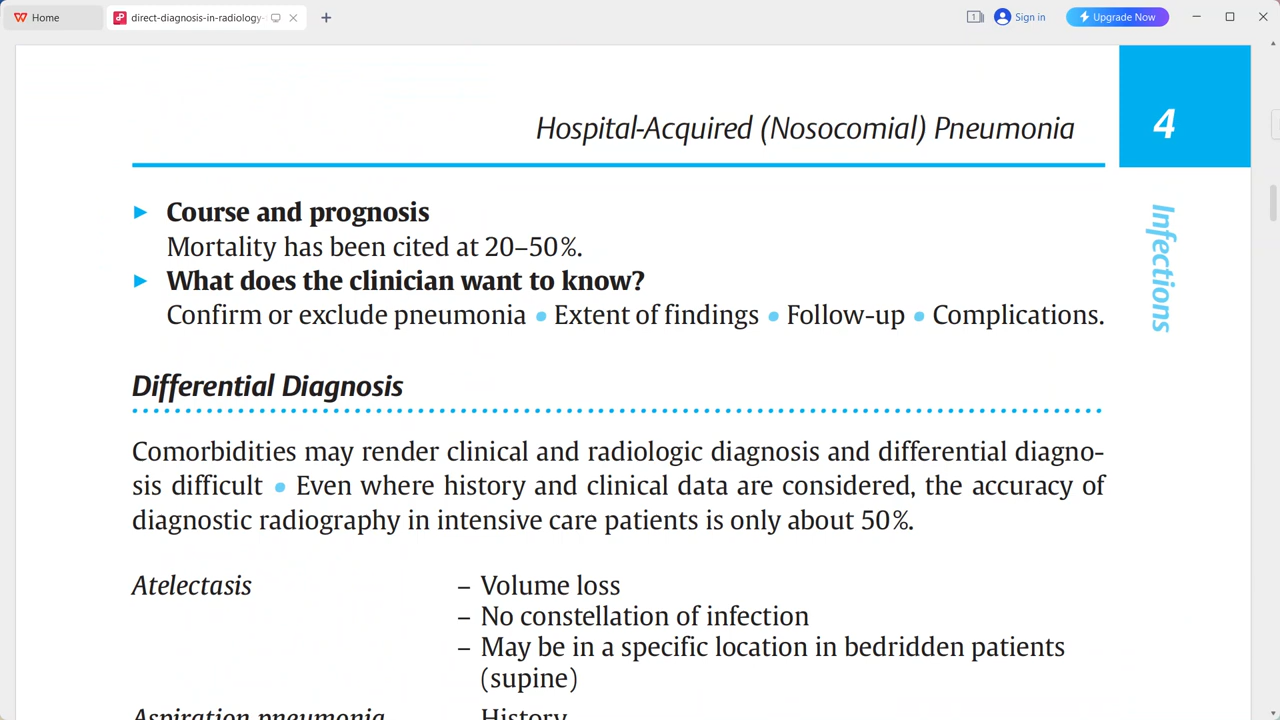 Home
direct-diagnosis-in-radiology-
1
Sign in
Upgrade Now
Hospital-Acquired (Nosocomial) Pneumonia
4
Infections
► Course and prognosis
Mortality has been cited at 20–50%.
► What does the clinician want to know?
Confirm or exclude pneumonia • Extent of findings • Follow-up • Complications.
Differential Diagnosis
Comorbidities may render clinical and radiologic diagnosis and differential diagno-
sis difficult • Even where history and clinical data are considered, the accuracy of
diagnostic radiography in intensive care patients is only about 50%.
Atelectasis – Volume loss
– No constellation of infection
– May be in a specific location in bedridden patients
(supine)
Aspiration pneumonia – History